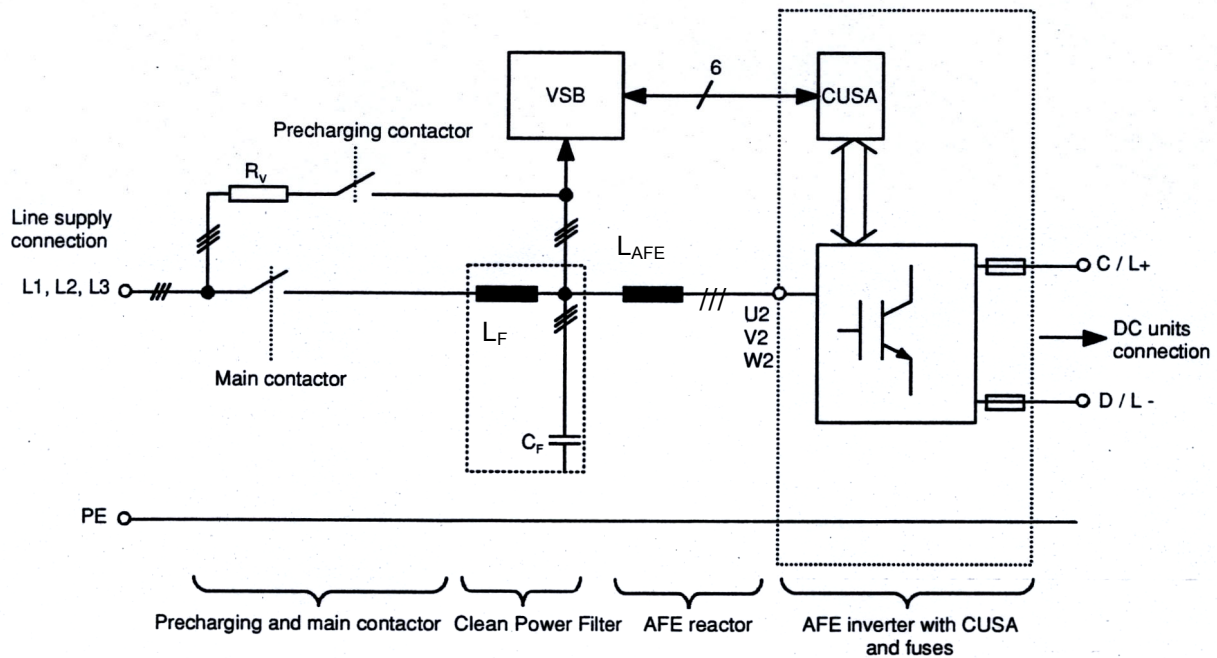 6
VSB
CUSA
Precharging contactor
Rv
Line supply
connection
LAFE
L1, L2, L3
C / L+
U2
V2
W2
LF
DC units
connection
Main contactor
D / L -
CF
PE
Precharging and main contactor
Clean Power Filter
AFE reactor
AFE inverter with CUSA
and fuses